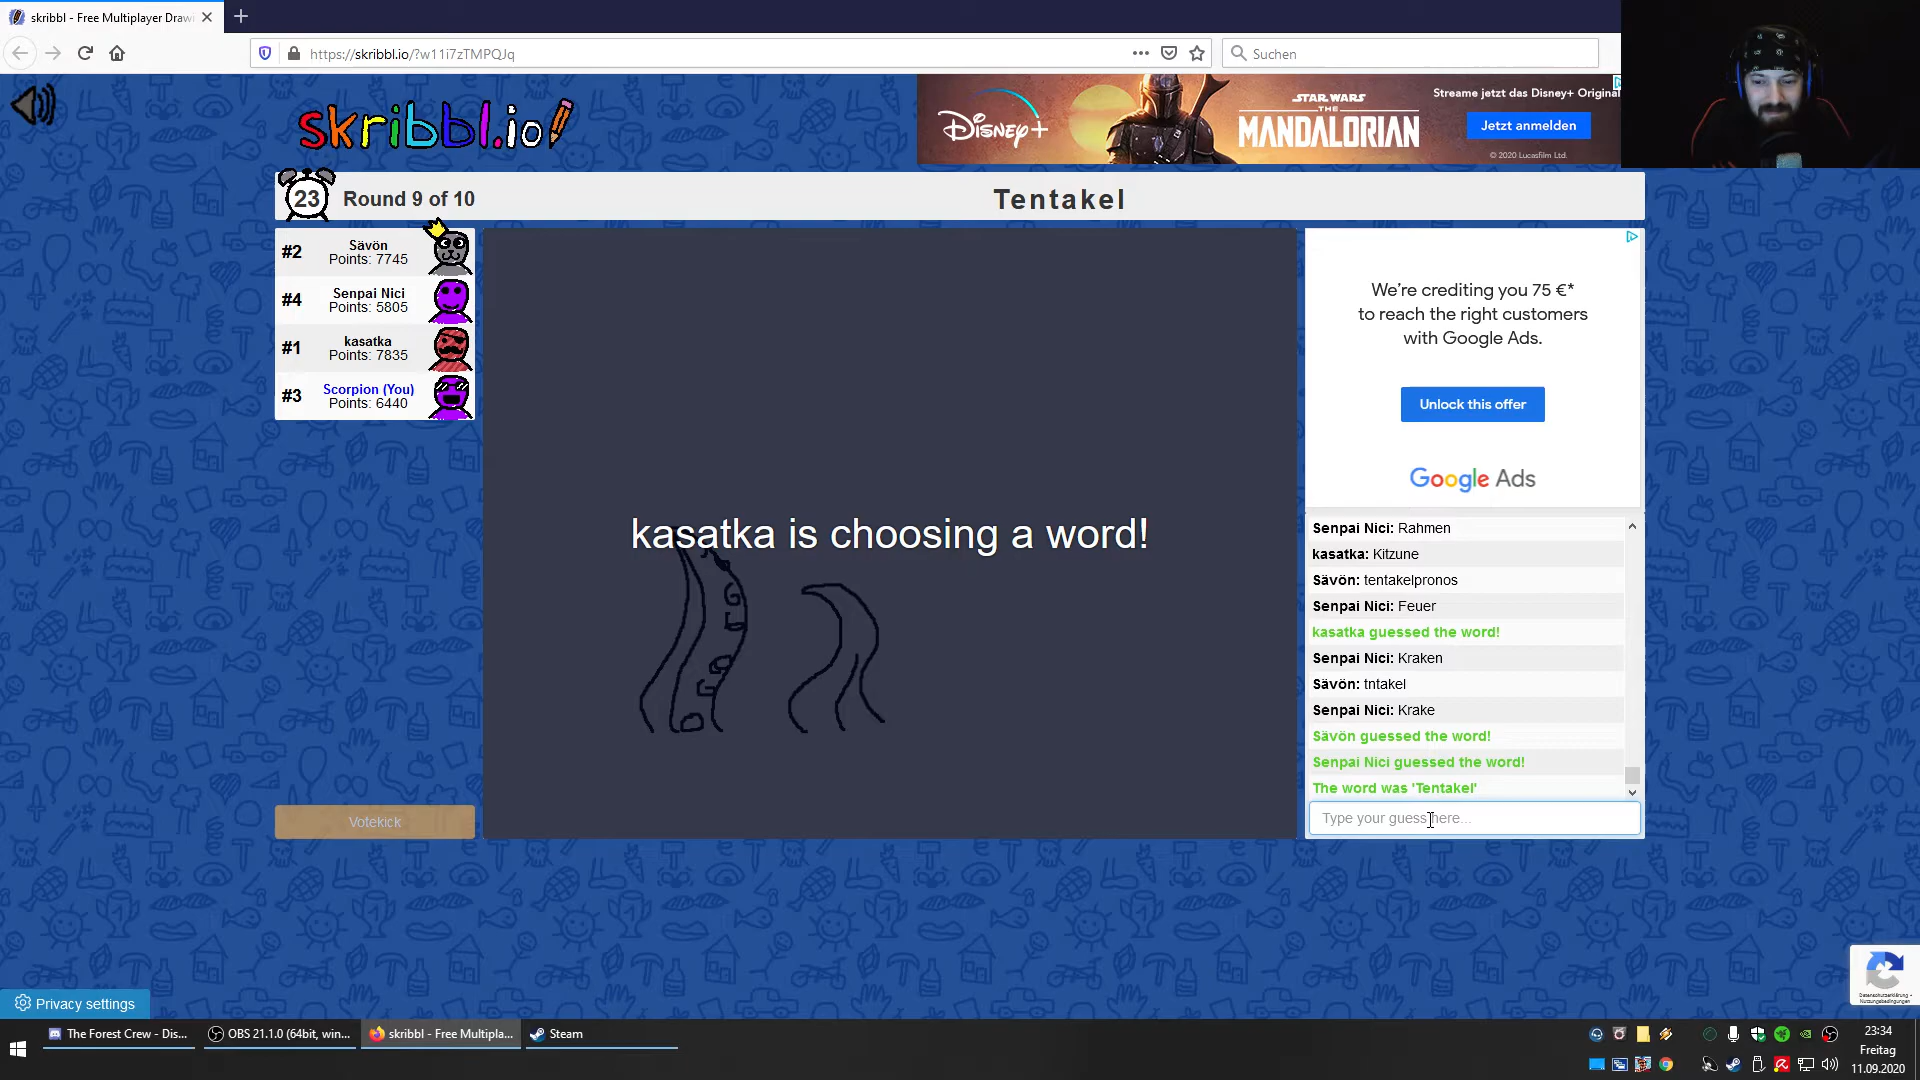 skribbl - Free Multiplayer Drawi
https://skribbl.io/?w11i7zTMPQJq
Suchen
skribbl.io
Disney+
STAR WARS
THE
MANDALORIAN
Streame jetzt das Disney+ Original
Jetzt anmelden
© 2020 Lucasfilm Ltd.
23
Round 9 of 10
Tentakel
#2
Sävön
Points: 7745
#4
Senpai Nici
Points: 5805
#1
kasatka
Points: 7835
#3
Scorpion (You)
Points: 6440
Votekick
kasatka is choosing a word!
We're crediting you 75 €*
to reach the right customers
with Google Ads.
Unlock this offer
Google Ads
Senpai Nici: Rahmen
kasatka: Kitzune
Sävön: tentakelpronos
Senpai Nici: Feuer
kasatka guessed the word!
Senpai Nici: Kraken
Sävön: tntakel
Senpai Nici: Krake
Sävön guessed the word!
Senpai Nici guessed the word!
The word was 'Tentakel'
Type your guess here...
Privacy settings
Datenschutzerklärung -
Nutzungsbedingungen
The Forest Crew - Dis...
OBS 21.1.0 (64bit, win...
skribbl - Free Multipla...
Steam
23:34
Freitag
11.09.2020